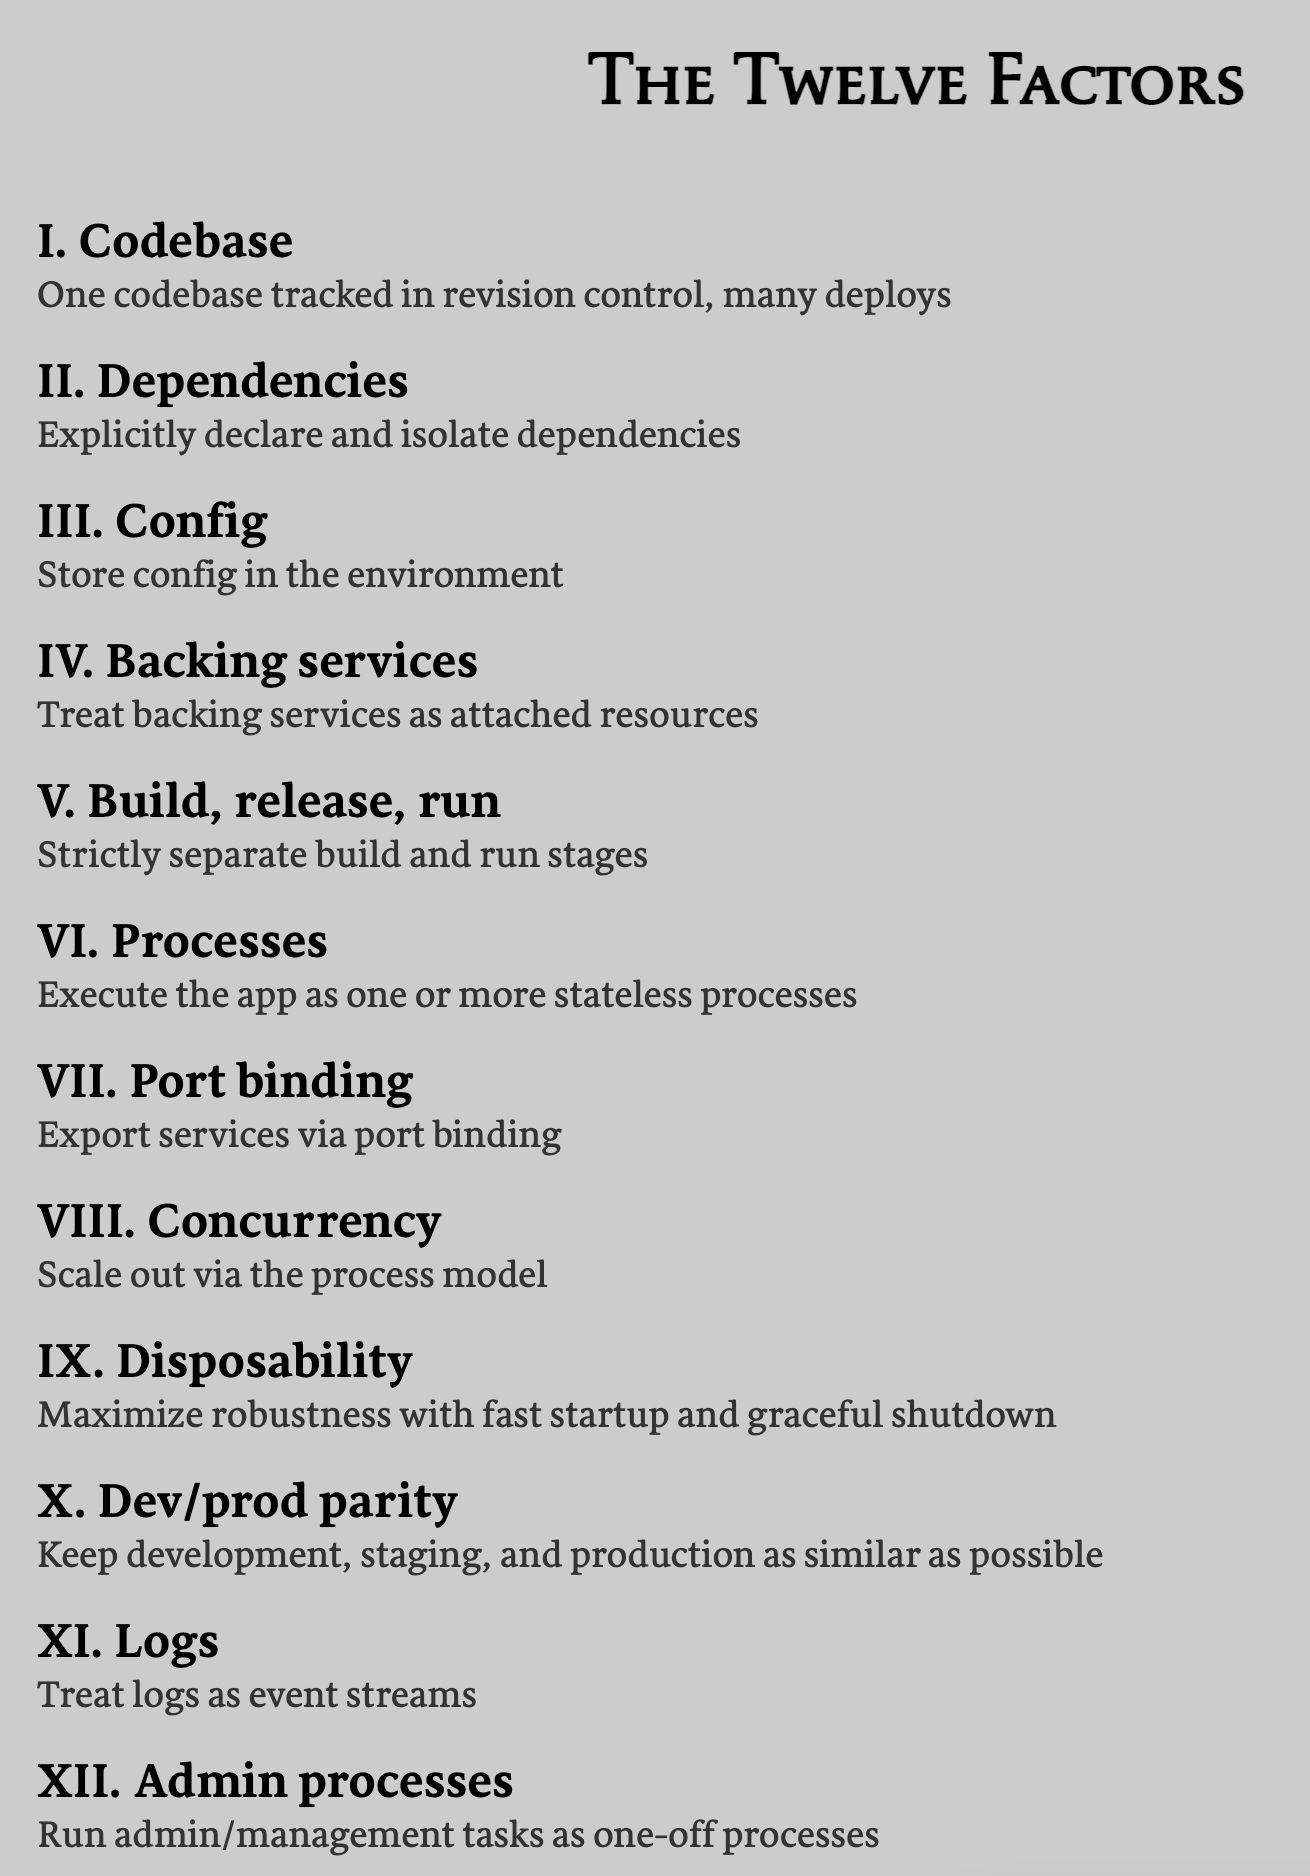 The Twelve Factors
I. Codebase
One codebase tracked in revision control, many deploys
II. Dependencies
Explicitly declare and isolate dependencies
III. Config
Store config in the environment
IV. Backing services
Treat backing services as attached resources
V. Build, release, run
Strictly separate build and run stages
VI. Processes
Execute the app as one or more stateless processes
VII. Port binding
Export services via port binding
VIII. Concurrency
Scale out via the process model
IX. Disposability
Maximize robustness with fast startup and graceful shutdown
X. Dev/prod parity
Keep development, staging, and production as similar as possible
XI. Logs
Treat logs as event streams
XII. Admin processes
Run admin/management tasks as one-off processes